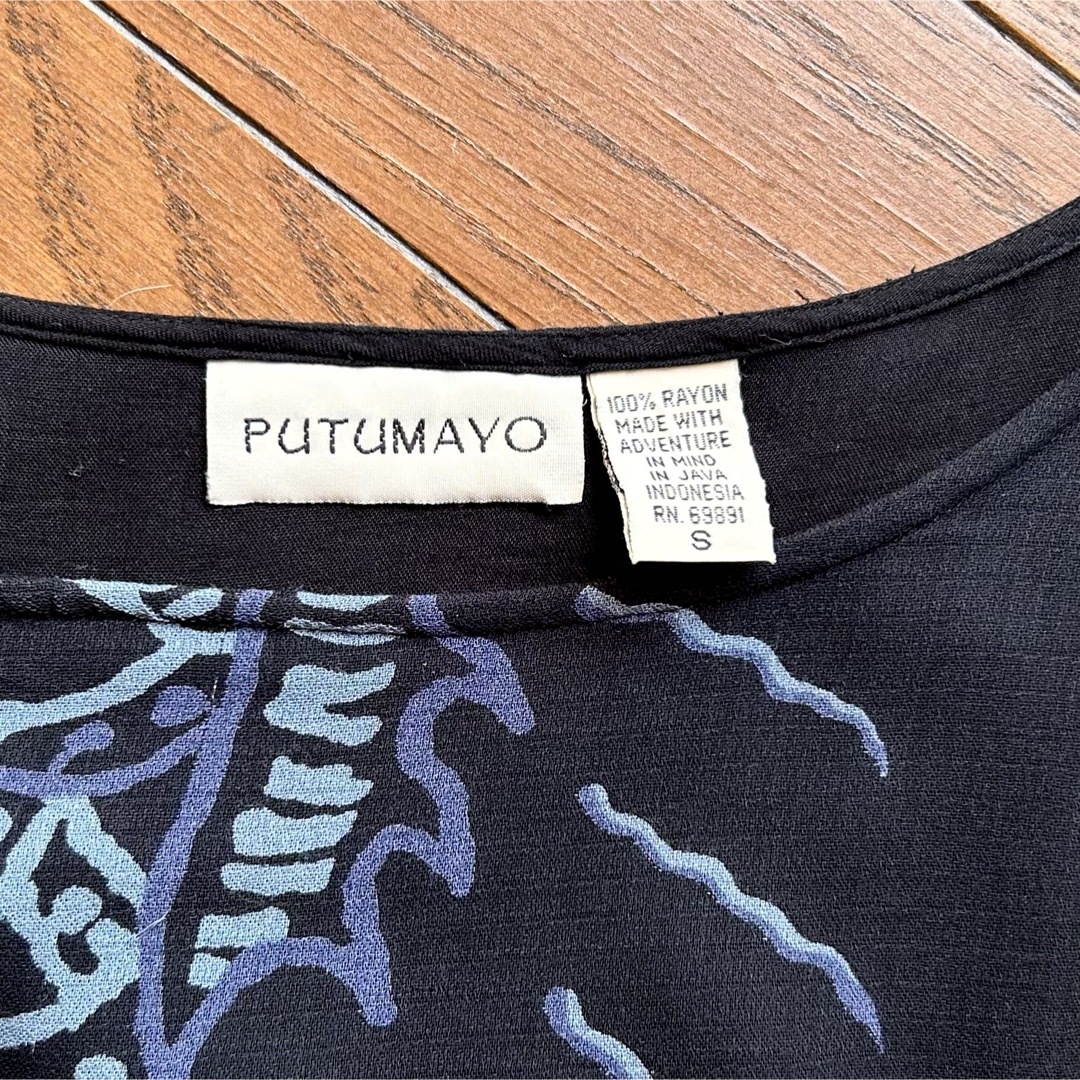 PUTUMAYO
100% RAYON
MADE WITH
ADVENTURE
IN MIND
IN JAVA
INDONESIA
RN. 69891
S